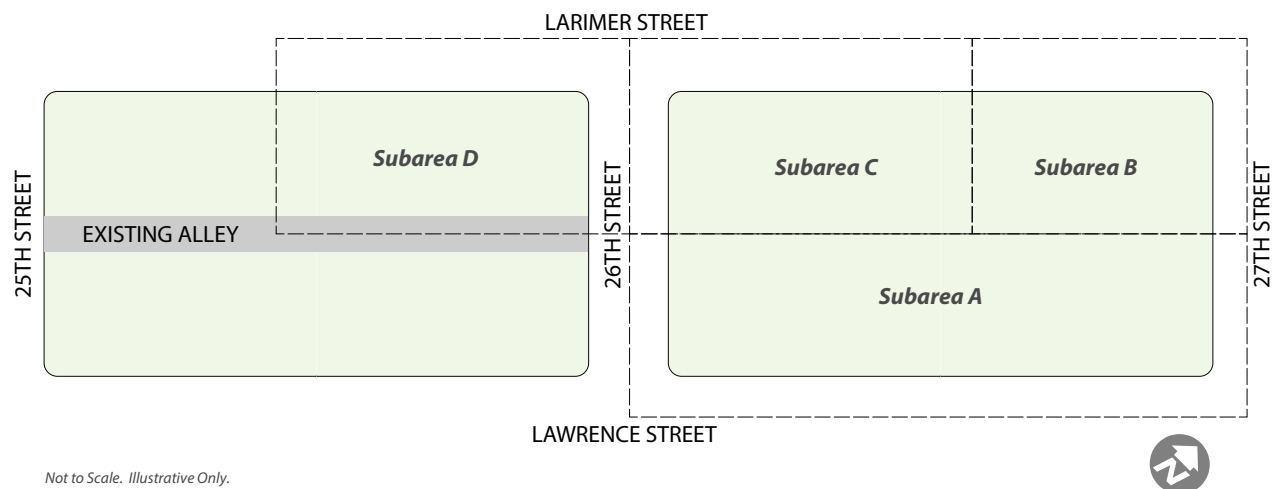 LARIMER STREET
Subarea D
Subarea C
Subarea B
25TH STREET
EXISTING ALLEY
26TH STREET
27TH STREET
Subarea A
LAWRENCE STREET
Not to Scale. Illustrative Only.
N